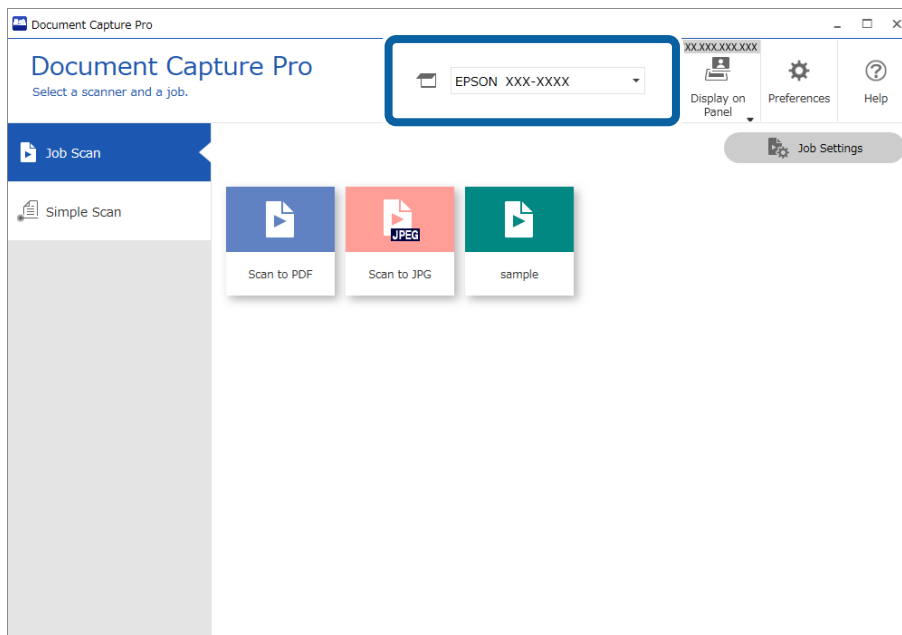 Document Capture Pro
Document Capture Pro
Select a scanner and a job.
EPSON XXX-XXXX
XX.XXX.XXX.XXX
Display on
Panel
Preferences
Help
Job Scan
Job Settings
Simple Scan
JPEG
Scan to PDF
Scan to JPG
sample